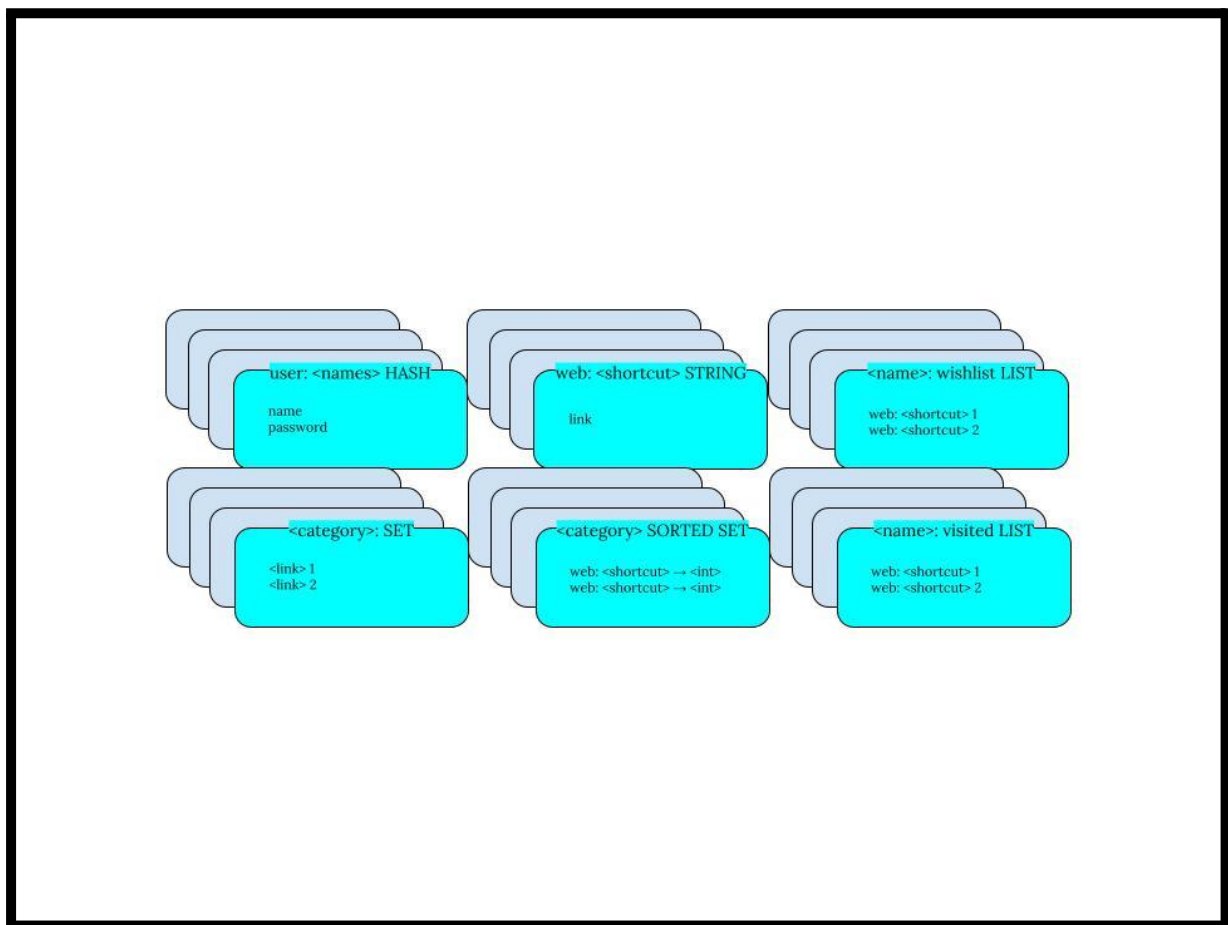 user: <names> HASH
name
password
web: <shortcut> STRING
link
<name>: wishlist LIST
web: <shortcut> 1
web: <shortcut> 2
<category>: SET
<link> 1
<link> 2
<category> SORTED SET
web: <shortcut> → <int>
web: <shortcut> → <int>
<name>: visited LIST
web: <shortcut> 1
web: <shortcut> 2